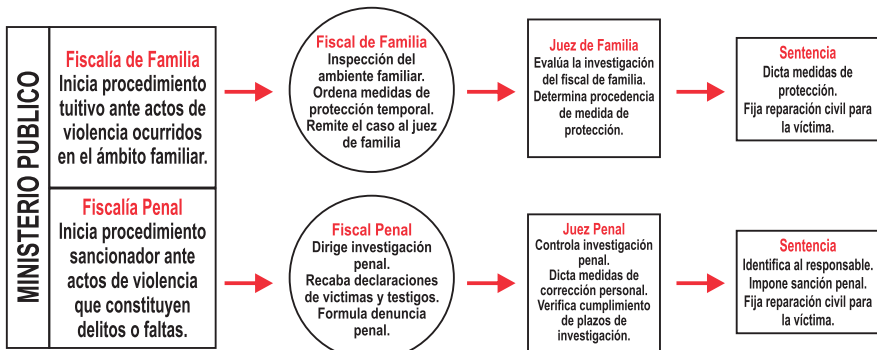 MINISTERIO PUBLICO
Fiscalía de Familia
Inicia procedimiento
tuitivo ante actos de
violencia ocurridos
en el ámbito familiar.
Fiscal de Familia
Inspección del
ambiente familiar.
Ordena medidas de
protección temporal.
Remite el caso al juez
de familia
Juez de Familia
Evalúa la investigación
del fiscal de familia.
Determina procedencia
de medida de
protección.
Sentencia
Dicta medidas de
protección.
Fija reparación civil para
la víctima.
Fiscalía Penal
Inicia procedimiento
sancionador ante
actos de violencia
que constituyen
delitos o faltas.
Fiscal Penal
Dirige investigación
penal.
Recaba declaraciones
de victimas y testigos.
Formula denuncia
penal.
Juez Penal
Controla investigación
penal.
Dicta medidas de
corrección personal.
Verifica cumplimiento
de plazos de
investigación.
Sentencia
Identifica al responsable.
Impone sanción penal.
Fija reparación civil para
la víctima.